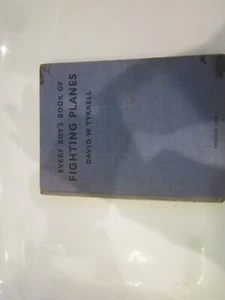 EVERY BOY'S BOOK OF
FIGHTING PLANES
DAVID W. TYRRELL